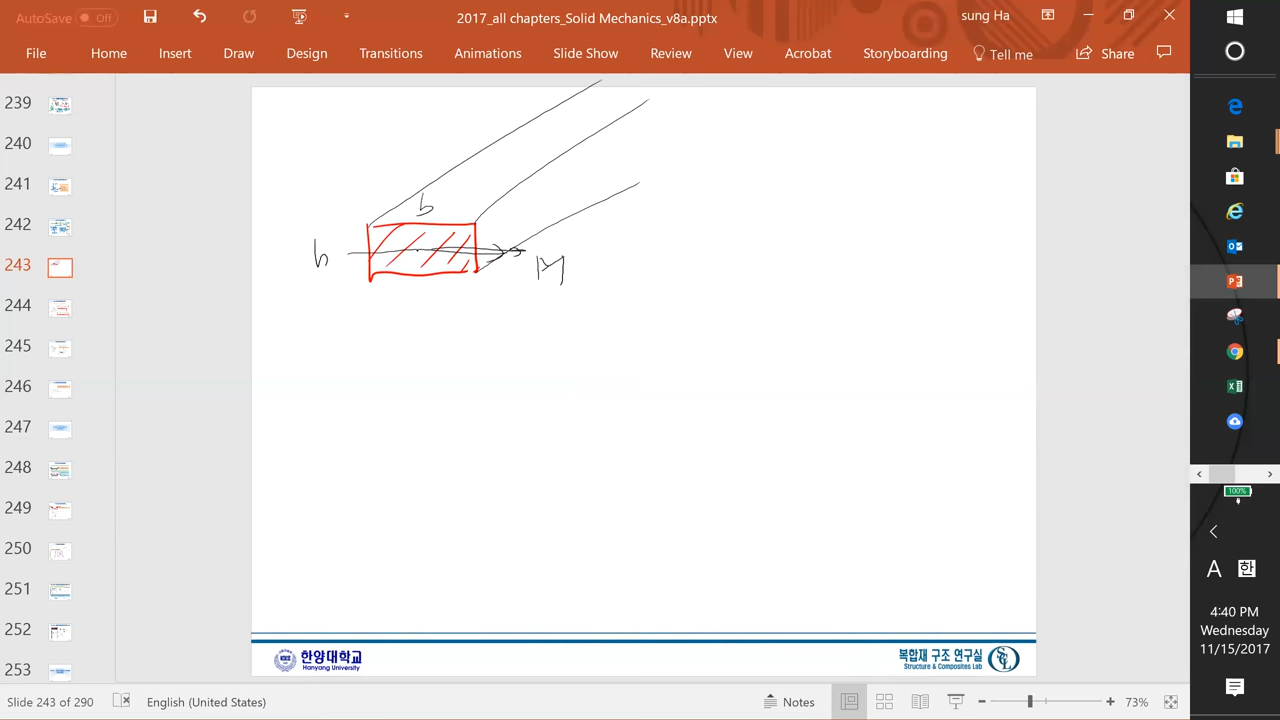 AutoSave Off
2017_all chapters_Solid Mechanics_v8a.pptx
sung Ha
File Home Insert Draw Design Transitions Animations Slide Show Review View Acrobat Storyboarding Tell me Share
239
240
241
242
243
244
245
246
247
248
249
250
251
252
253
b
h
M
한양대학교
Hanyang University
복합재 구조 연구실
Structure & Composites Lab
Slide 243 of 290
English (United States)
Notes
73%
100%
A 한
4:40 PM
Wednesday
11/15/2017